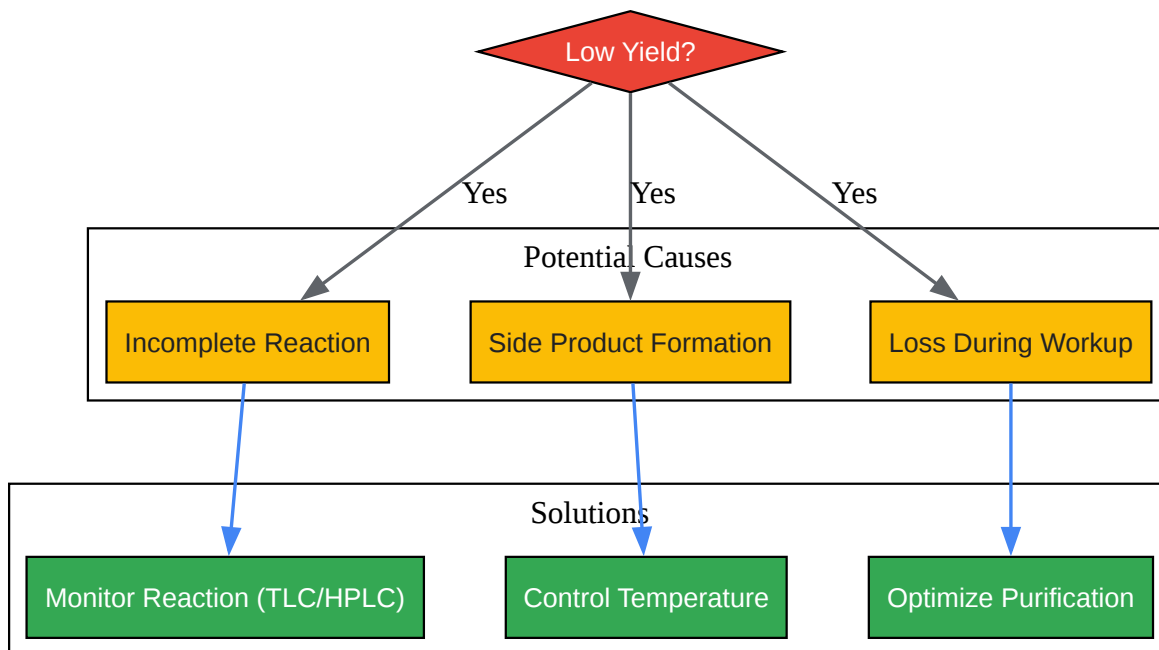 Low Yield?
Yes
Yes
Yes
Potential Causes
Incomplete Reaction
Side Product Formation
Loss During Workup
Solutions
Monitor Reaction (TLC/HPLC)
Control Temperature
Optimize Purification